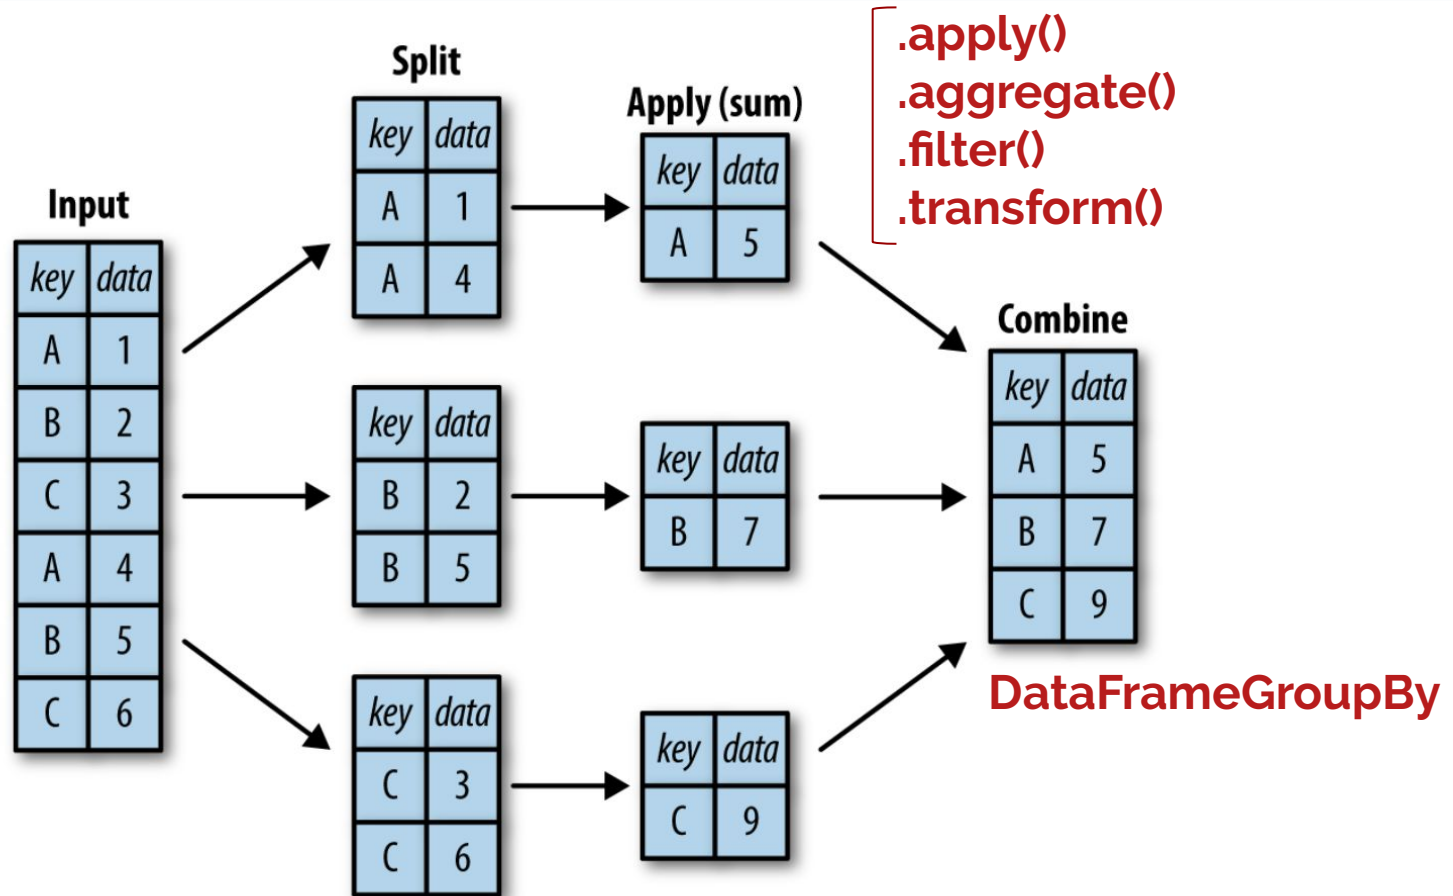 Input
key data
A 1
B 2
C 3
A 4
B 5
C 6
Split
key data
A 1
A 4
key data
B 2
B 5
key data
C 3
C 6
Apply (sum)
key data
A 5
key data
B 7
key data
C 9
.apply()
.aggregate()
.filter()
.transform()
Combine
key data
A 5
B 7
C 9
DataFrameGroupBy